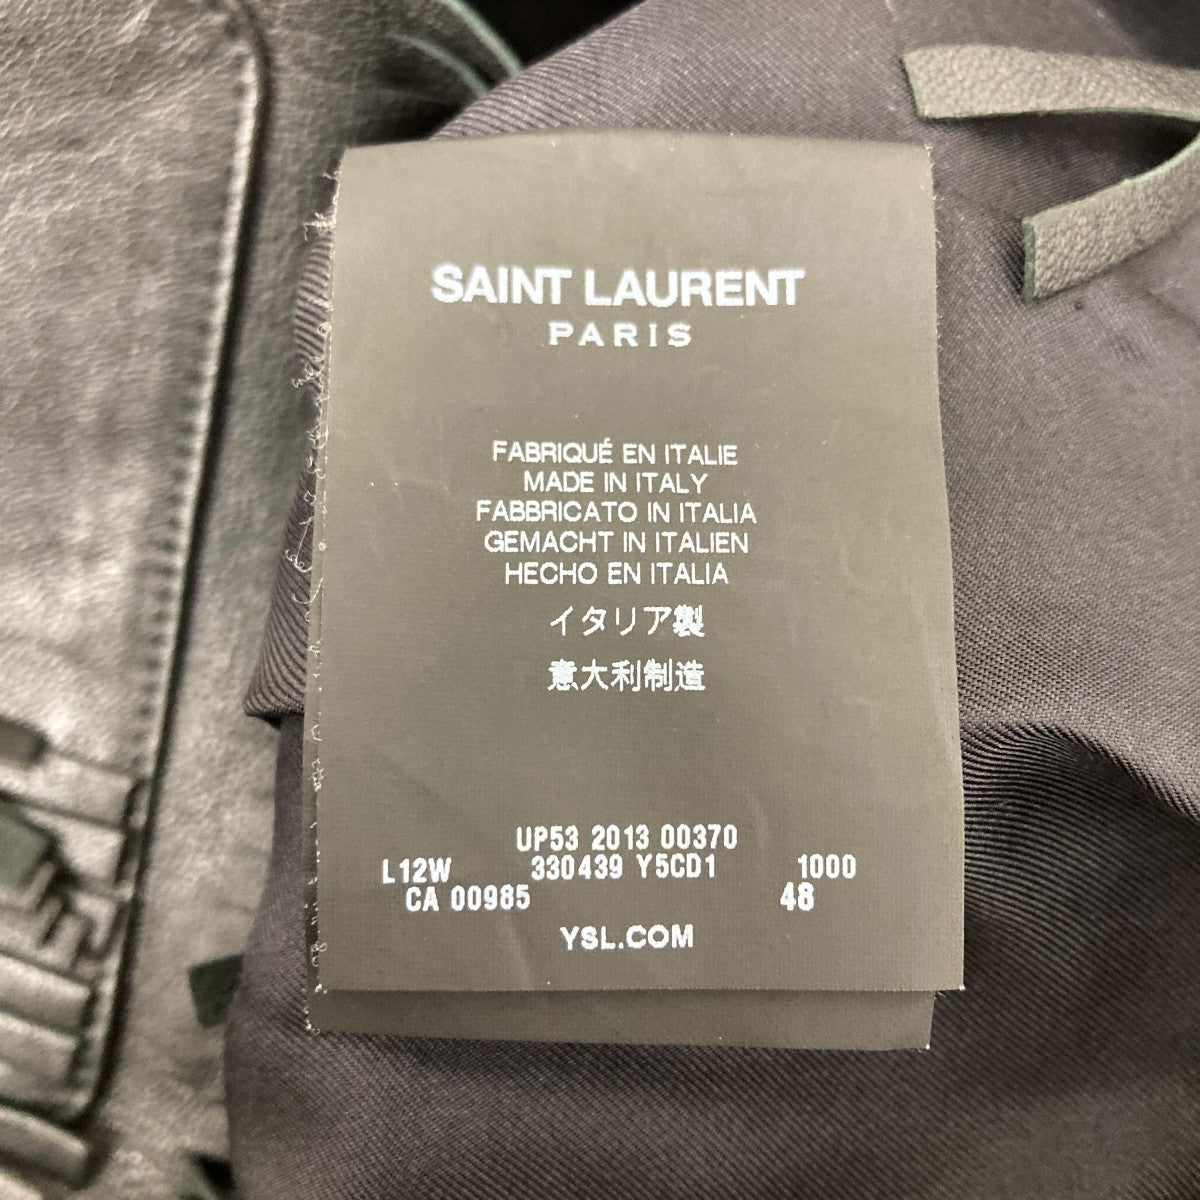 SAINT LAURENT
PARIS
FABRIQUÉ EN ITALIE
MADE IN ITALY
FABBRICATO IN ITALIA
GEMACHT IN ITALIEN
HECHO EN ITALIA
イタリア製
意大利制造
UP53 2013 00370
L12W 330439 Y5CD1 1000
CA 00985 48
YSL.COM